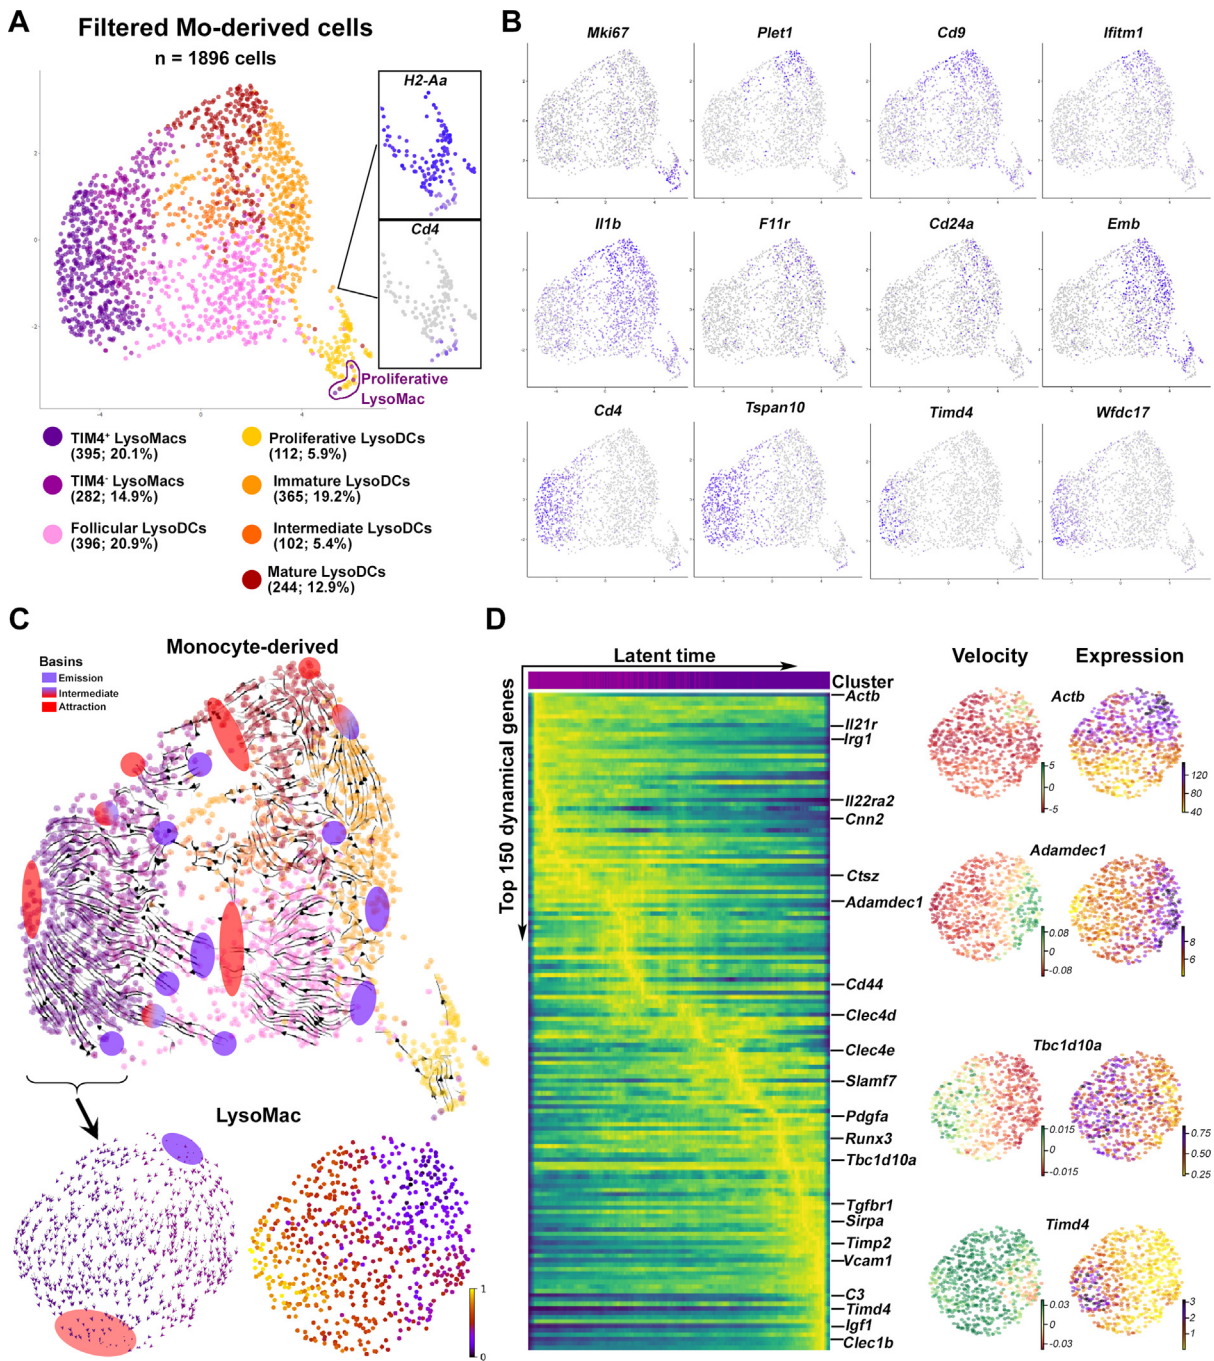 A
Filtered Mo-derived cells
n = 1896 cells
H2-Aa
Cd4
2
0
-2
-4
0
4
Proliferative
LysoMac
TIM4+ LysoMacs
(395; 20.1%)
TIM4- LysoMacs
(282; 14.9%)
Follicular LysoDCs
(396; 20.9%)
Proliferative LysoDCs
(112; 5.9%)
Immature LysoDCs
(365; 19.2%)
Intermediate LysoDCs
(102; 5.4%)
Mature LysoDCs
(244; 12.9%)
B
Mki67
Plet1
Cd9
Ifitm1
Il1b
F11r
Cd24a
Emb
Cd4
Tspan10
Timd4
Wfdc17
C
Monocyte-derived
Basins
Emission
Intermediate
Attraction
LysoMac
1
0
D
Latent time
Top 150 dynamical genes
Cluster
Actb
Il21r
Irg1
Il22ra2
Cnn2
Ctsz
Adamdec1
Cd44
Clec4d
Clec4e
Slamf7
Pdgfa
Runx3
Tbc1d10a
Tgfbr1
Sirpa
Timp2
Vcam1
C3
Timd4
Igf1
Clec1b
Velocity
Expression
Actb
5
0
-5
120
80
40
Adamdec1
0.08
0
-0.08
8
6
Tbc1d10a
0.015
0
-0.015
0.75
0.50
0.25
Timd4
0.03
0
-0.03
3
2
1